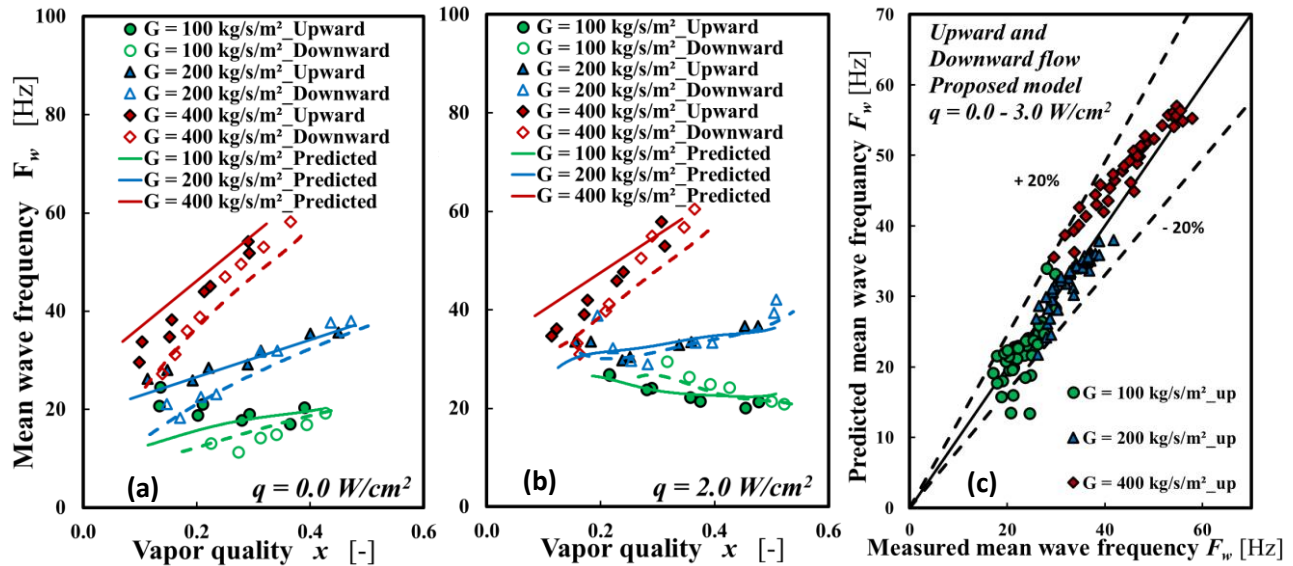 100
80
60
40
20
0
Mean wave frequency F_w [Hz]
G = 100 kg/s/m²_Upward
G = 100 kg/s/m²_Downward
G = 200 kg/s/m²_Upward
G = 200 kg/s/m²_Downward
G = 400 kg/s/m²_Upward
G = 400 kg/s/m²_Downward
G = 100 kg/s/m²_Predicted
G = 200 kg/s/m²_Predicted
G = 400 kg/s/m²_Predicted
(a)
q = 0.0 W/cm²
0.0 0.2 0.4 0.6
Vapor quality x [-]
100
80
60
40
20
0
G = 100 kg/s/m²_Upward
G = 100 kg/s/m²_Downward
G = 200 kg/s/m²_Upward
G = 200 kg/s/m²_Downward
G = 400 kg/s/m²_Upward
G = 400 kg/s/m²_Downward
G = 100 kg/s/m²_Predicted
G = 200 kg/s/m²_Predicted
G = 400 kg/s/m²_Predicted
(b)
q = 2.0 W/cm²
0.0 0.2 0.4 0.6
Vapor quality x [-]
70
60
50
40
30
20
10
0
Predicted mean wave frequancy F_w [Hz]
Upward and
Downward flow
Proposed model
q = 0.0 - 3.0 W/cm²
+ 20%
- 20%
G = 100 kg/s/m²_up
G = 200 kg/s/m²_up
G = 400 kg/s/m²_up
(c)
0 20 40 60
Measured mean wave frequency F_w [Hz]